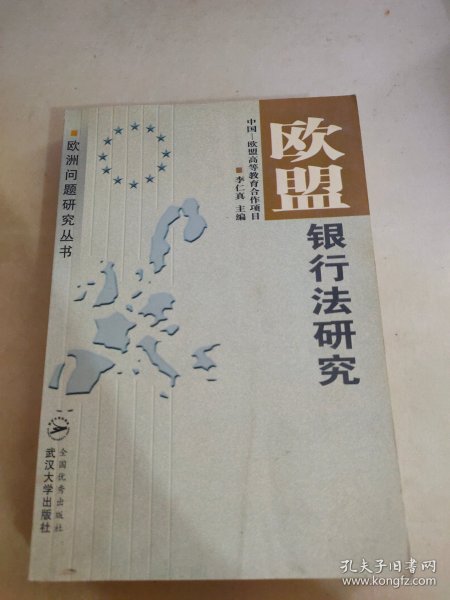 欧盟
银行法研究
中国—欧盟高等教育合作项目
李仁真 主编
欧洲问题研究丛书
全国优秀出版社
武汉大学出版社
孔夫子旧书网
www.kongfz.com